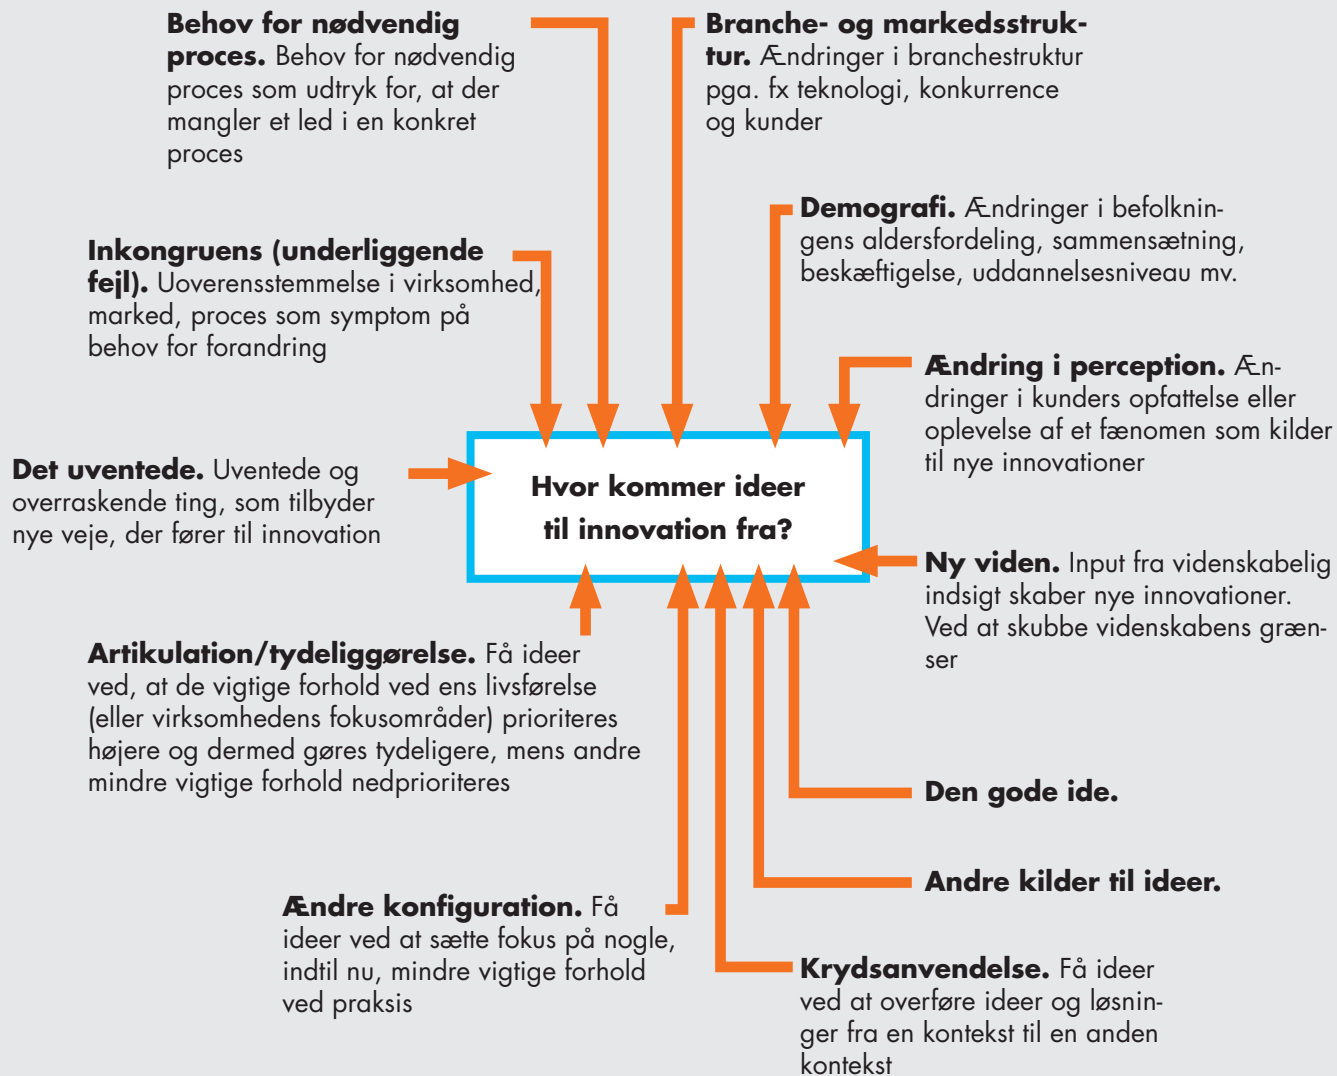 Behov for nødvendig
proces. Behov for nødvendig
proces som udtryk for, at der
mangler et led i en konkret
proces
Branche- og markedsstruk-
tur. Ændringer i branchestruktur
pga. fx teknologi, konkurrence
og kunder
Inkongruens (underliggende
fejl). Uoverensstemmelse i virksomhed,
marked, proces som symptom på
behov for forandring
Demografi. Ændringer i befolknin-
gens aldersfordeling, sammensætning,
beskæftigelse, uddannelsesniveau mv.
Ændring i perception. Æn-
dringer i kunders opfattelse eller
oplevelse af et fænomen som kilder
til nye innovationer
Det uventede. Uventede og
overraskende ting, som tilbyder
nye veje, der fører til innovation
Hvor kommer ideer
til innovation fra?
Ny viden. Input fra videnskabelig
indsigt skaber nye innovationer.
Ved at skubbe videnskabens græn-
ser
Artikulation/tydeliggørelse. Få ideer
ved, at de vigtige forhold ved ens livsførelse
(eller virksomhedens fokusområder) prioriteres
højere og dermed gøres tydeligere, mens andre
mindre vigtige forhold nedprioriteres
Den gode ide.
Andre kilder til ideer.
Ændre konfiguration. Få
ideer ved at sætte fokus på nogle,
indtil nu, mindre vigtige forhold
ved praksis
Krydsanvendelse. Få ideer
ved at overføre ideer og løsnin-
ger fra en kontekst til en anden
kontekst